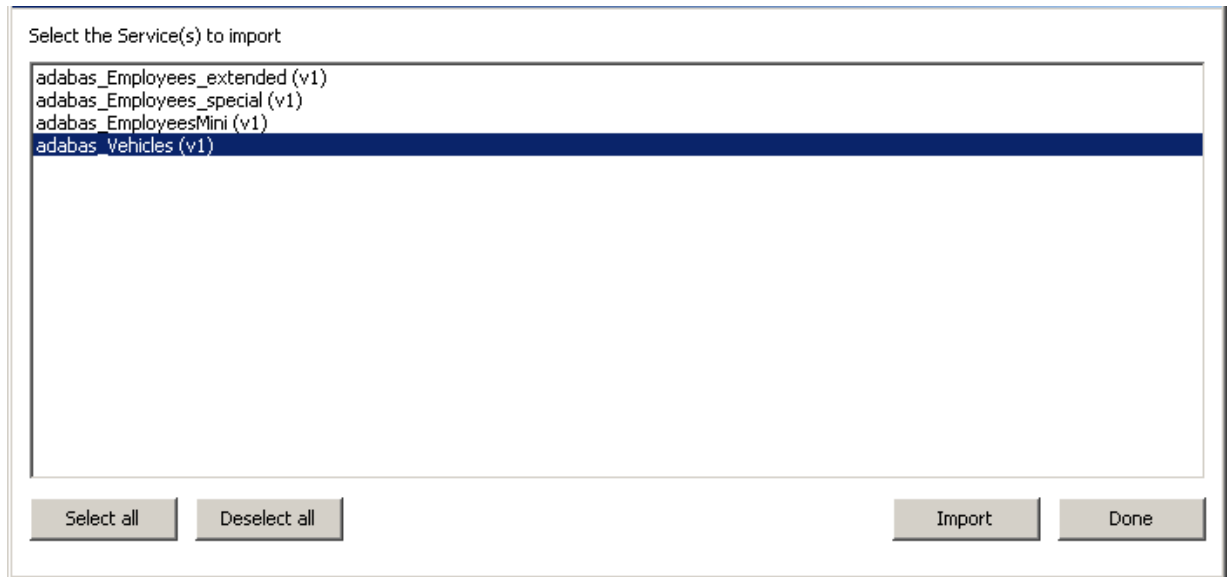 Select the Service(s) to import
adabas_Employees_extended (v1)
adabas_Employees_special (v1)
adabas_EmployeesMini (v1)
adabas_Vehicles (v1)
Select all Deselect all Import Done